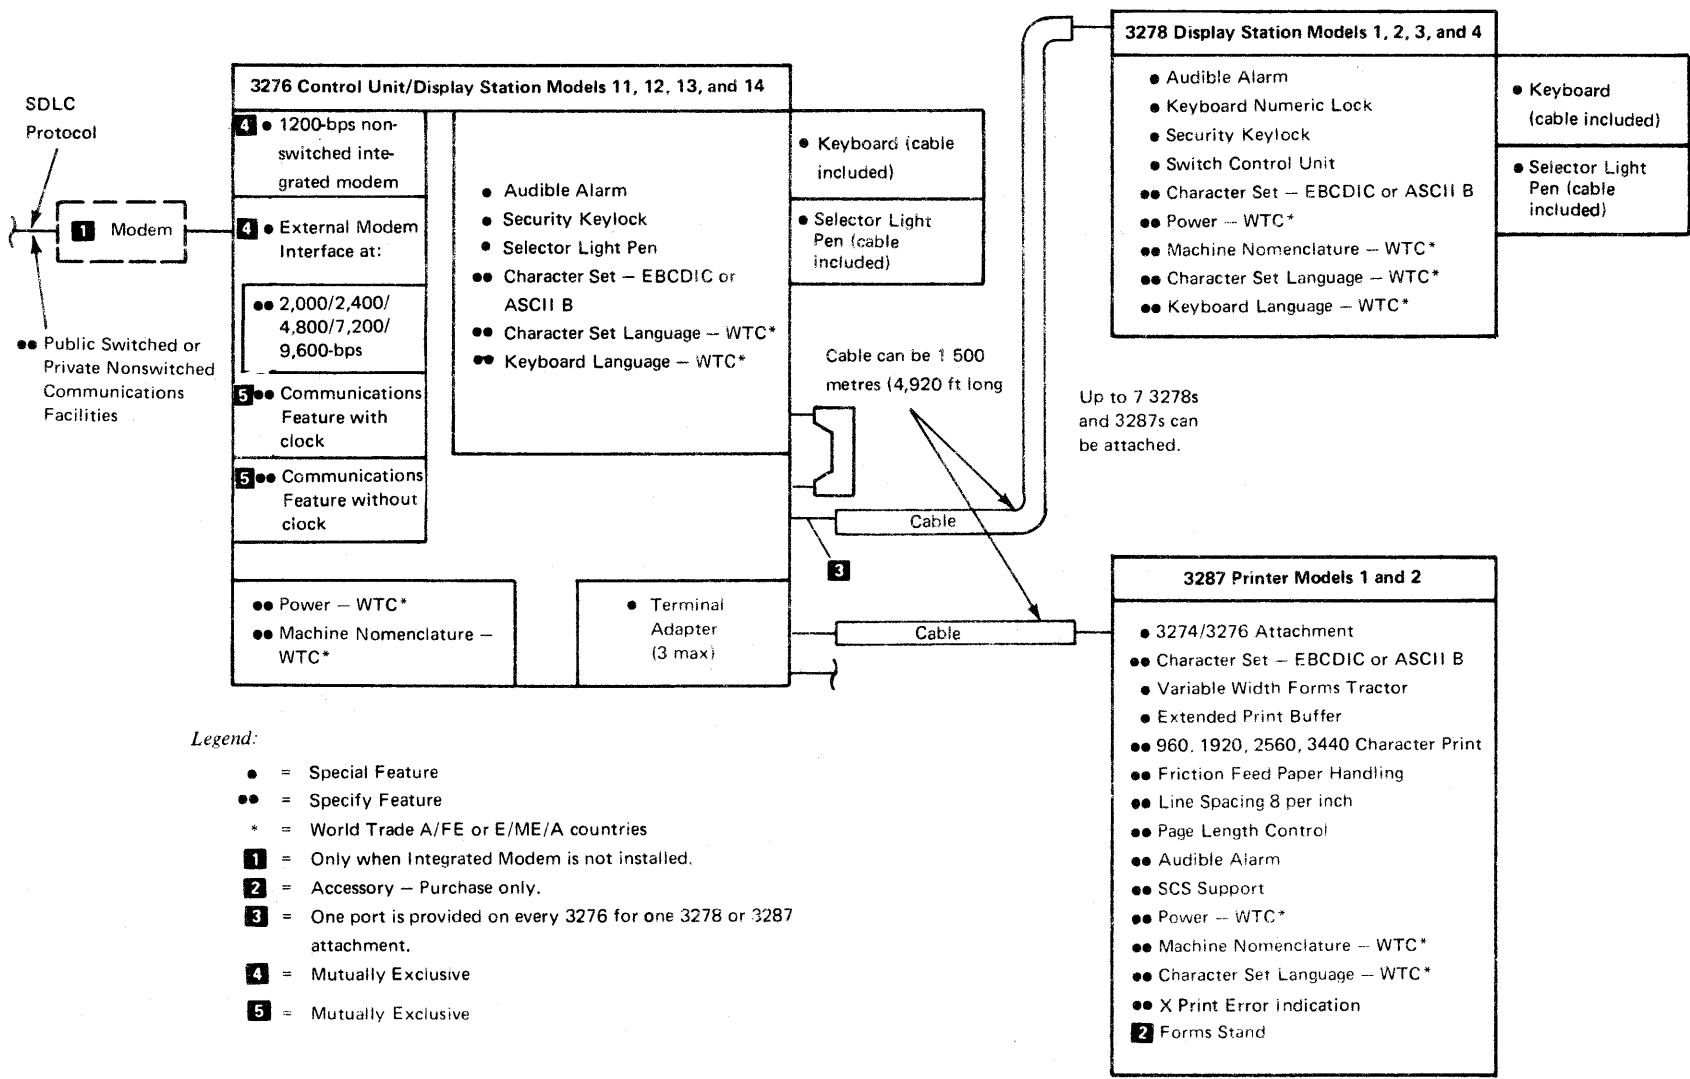 SDLC
Protocol
1 Modem
●● Public Switched or
Private Nonswitched
Communications
Facilities
3276 Control Unit/Display Station Models 11, 12, 13, and 14
4 ● 1200-bps non-
switched inte-
grated modem
4 ● External Modem
Interface at:
●● 2,000/2,400/
4,800/7,200/
9,600-bps
5 ●● Communications
Feature with
clock
5 ●● Communications
Feature without
clock
● Audible Alarm
● Security Keylock
● Selector Light Pen
●● Character Set – EBCDIC or
ASCII B
●● Character Set Language – WTC*
●● Keyboard Language – WTC*
● Keyboard (cable
included)
● Selector Light
Pen (cable
included)
●● Power – WTC*
●● Machine Nomenclature –
WTC*
● Terminal
Adapter
(3 max)
Cable can be 1 500
metres (4,920 ft long
Cable
3
Cable
Up to 7 3278s
and 3287s can
be attached.
3278 Display Station Models 1, 2, 3, and 4
● Audible Alarm
● Keyboard Numeric Lock
● Security Keylock
● Switch Control Unit
●● Character Set – EBCDIC or ASCII B
●● Power – WTC*
●● Machine Nomenclature – WTC*
●● Character Set Language – WTC*
●● Keyboard Language – WTC*
● Keyboard
(cable included)
● Selector Light
Pen (cable
included)
3287 Printer Models 1 and 2
● 3274/3276 Attachment
●● Character Set – EBCDIC or ASCII B
● Variable Width Forms Tractor
● Extended Print Buffer
●● 960, 1920, 2560, 3440 Character Print
●● Friction Feed Paper Handling
●● Line Spacing 8 per inch
●● Page Length Control
●● Audible Alarm
●● SCS Support
●● Power – WTC*
●● Machine Nomenclature – WTC*
●● Character Set Language – WTC*
●● X Print Error Indication
2 Forms Stand
Legend:
● = Special Feature
●● = Specify Feature
* = World Trade A/FE or E/ME/A countries
1 = Only when Integrated Modem is not installed.
2 = Accessory – Purchase only.
3 = One port is provided on every 3276 for one 3278 or 3287
attachment.
4 = Mutually Exclusive
5 = Mutually Exclusive